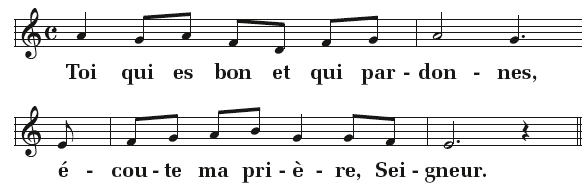 Toi qui es bon et qui par - don - nes,
é - cou - te ma pri - è - re, Sei - gneur.